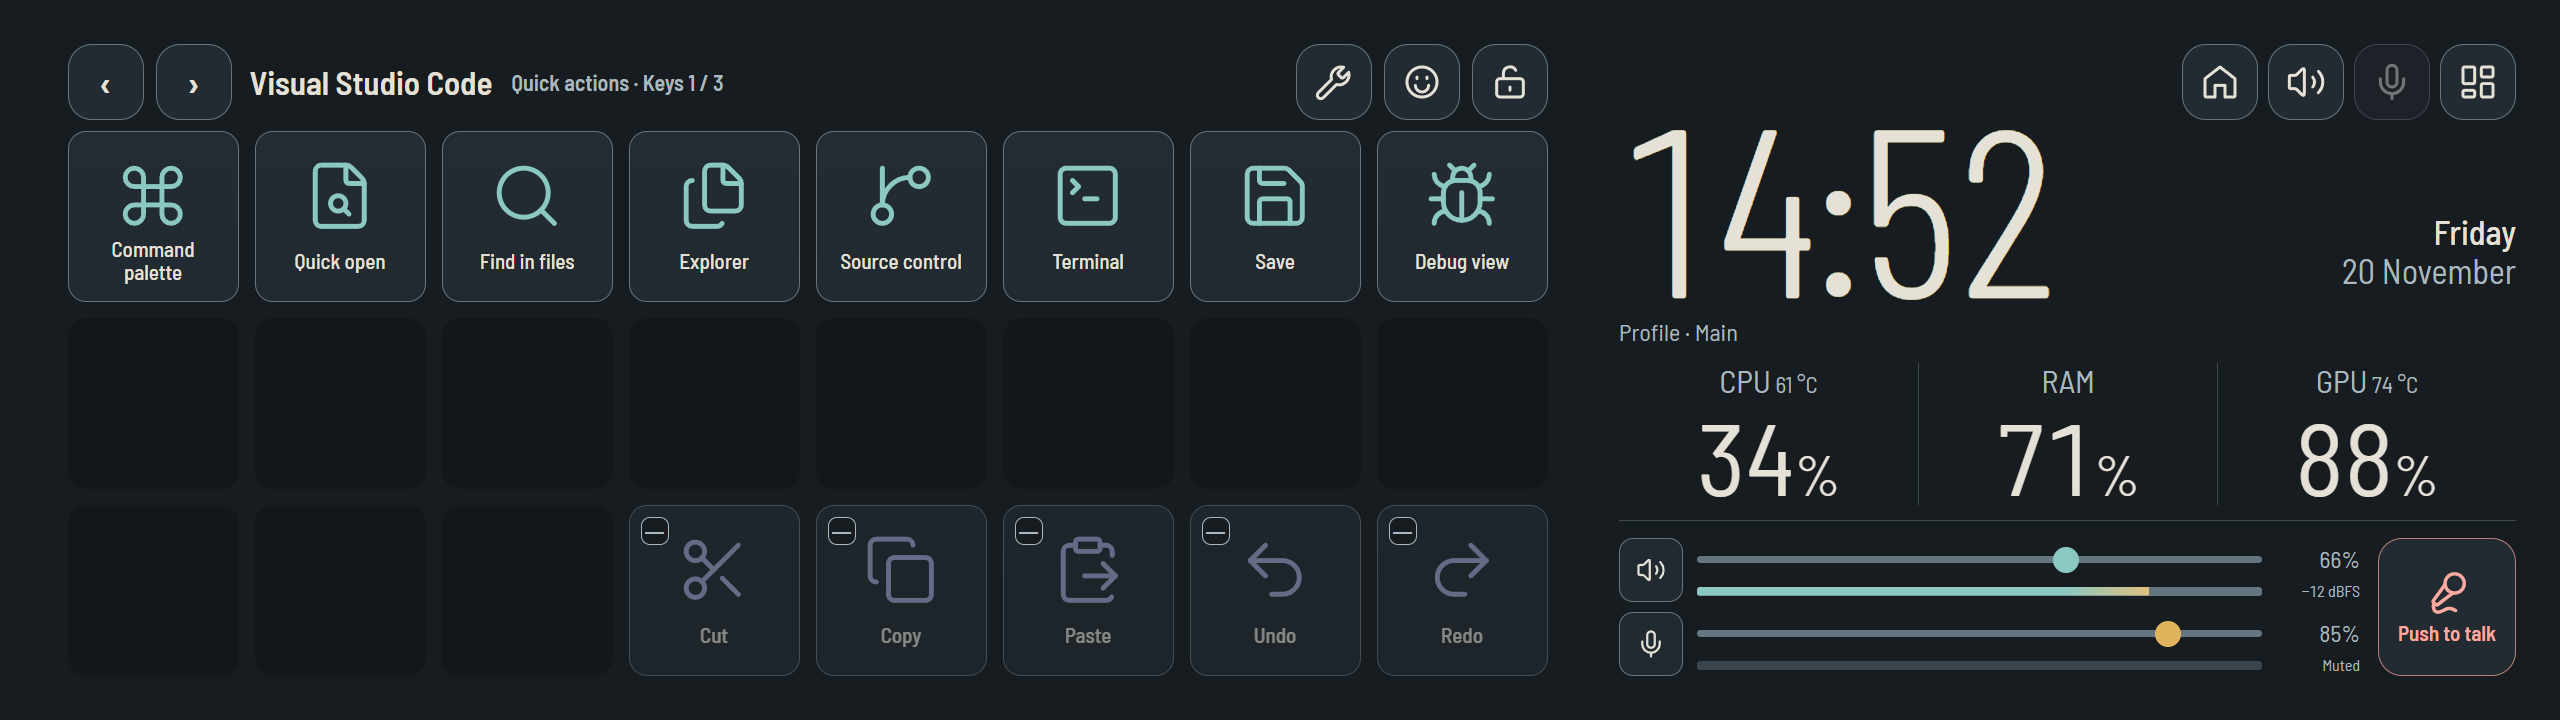 ‹ › Visual Studio Code Quick actions · Keys 1 / 3
Command
palette
Quick open
Find in files
Explorer
Source control
Terminal
Save
Debug view
Cut
Copy
Paste
Undo
Redo
14:52
Friday
20 November
Profile · Main
CPU 61 °C
34%
RAM
71%
GPU 74 °C
88%
66%
−12 dBFS
85%
Muted
Push to talk